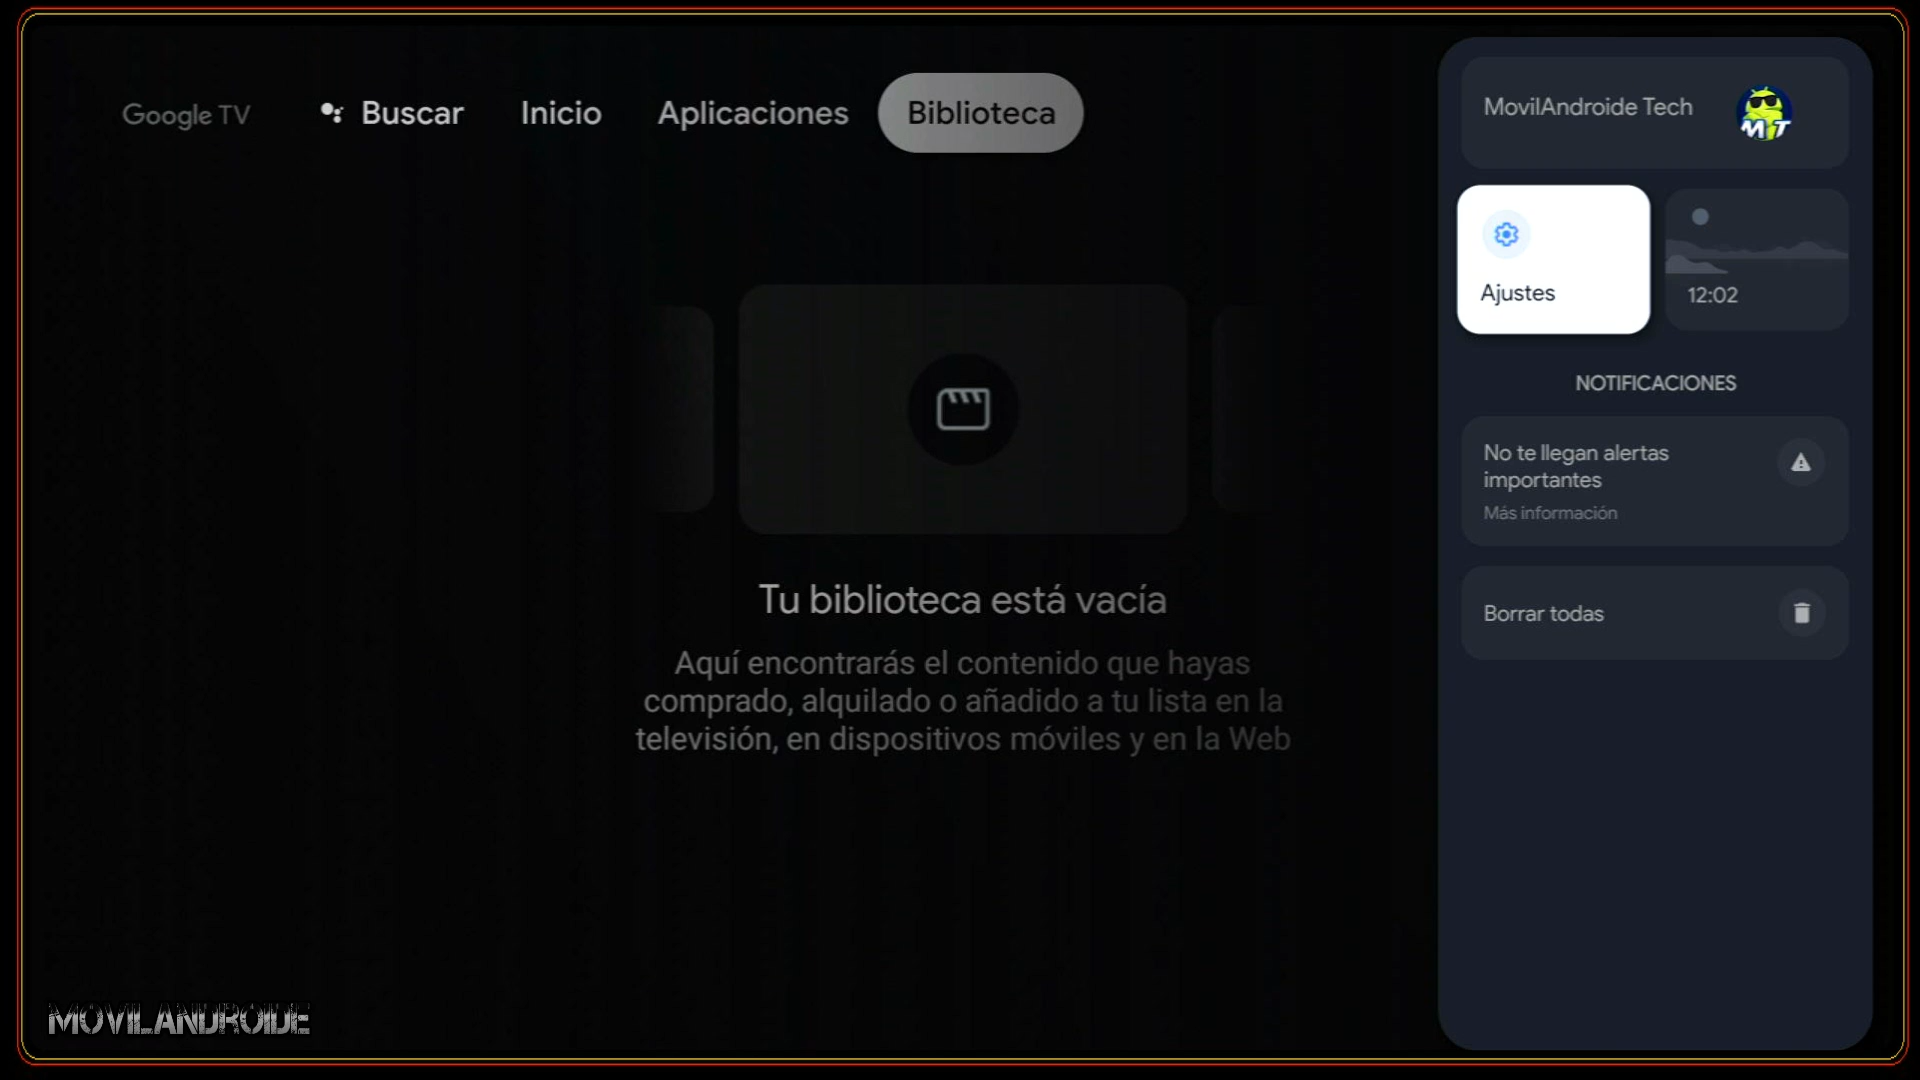 Google TV
Buscar
Inicio
Aplicaciones
Biblioteca
MovilAndroide Tech
MT
Ajustes
12:02
NOTIFICACIONES
No te llegan alertas
importantes
Más información
Borrar todas
Tu biblioteca está vacía
Aquí encontrarás el contenido que hayas
comprado, alquilado o añadido a tu lista en la
televisión, en dispositivos móviles y en la Web
MOVILANDROIDE